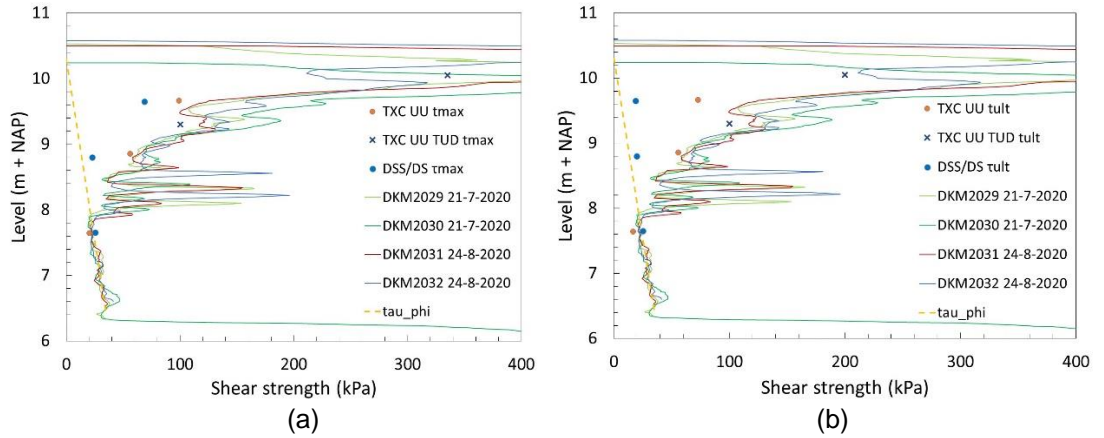 11
10
9
8
7
6
Level (m + NAP)
TXC UU tmax
TXC UU TUD tmax
DSS/DS τmax
DKM2029 21-7-2020
DKM2030 21-7-2020
DKM2031 24-8-2020
DKM2032 24-8-2020
tau_phi
0 100 200 300 400
Shear strength (kPa)
(a)
11
10
9
8
7
6
Level (m + NAP)
TXC UU tult
TXC UU TUD tult
DSS/DS τult
DKM2029 21-7-2020
DKM2030 21-7-2020
DKM2031 24-8-2020
DKM2032 24-8-2020
tau_phi
0 100 200 300 400
Shear strength (kPa)
(b)